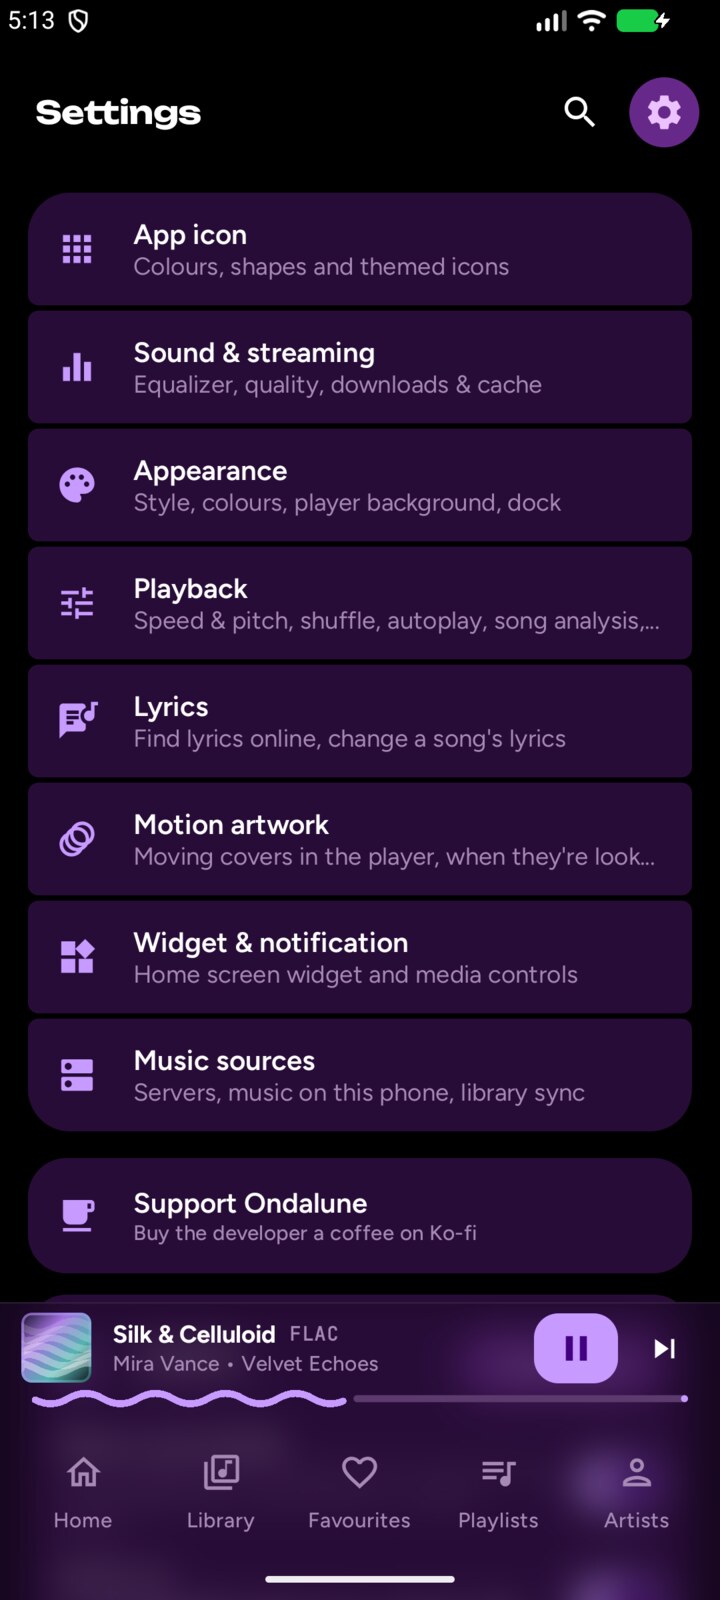 5:13
Settings
App icon
Colours, shapes and themed icons
Sound & streaming
Equalizer, quality, downloads & cache
Appearance
Style, colours, player background, dock
Playback
Speed & pitch, shuffle, autoplay, song analysis,...
Lyrics
Find lyrics online, change a song's lyrics
Motion artwork
Moving covers in the player, when they're look...
Widget & notification
Home screen widget and media controls
Music sources
Servers, music on this phone, library sync
Support Ondalune
Buy the developer a coffee on Ko-fi
Silk & Celluloid FLAC
Mira Vance • Velvet Echoes
Home Library Favourites Playlists Artists